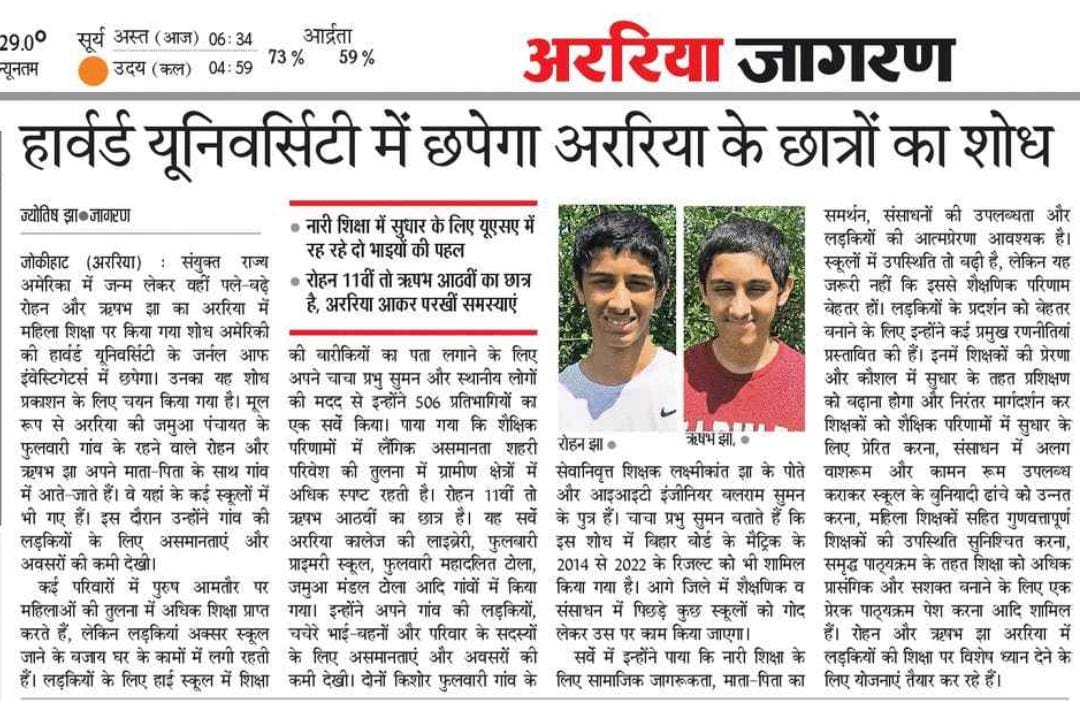 29.0°
न्यूनतम
सूर्य अस्त (आज) 06:34
उदय (कल) 04:59
आर्द्रता
73 % 59 %
अररिया जागरण
हार्वर्ड यूनिवर्सिटी में छपेगा अररिया के छात्रों का शोध
ज्योतिष झा●जागरण
जोकीहाट (अररिया) : संयुक्त राज्य
अमेरिका में जन्म लेकर वहीं पले-बढ़े
रोहन और ऋषभ झा का अररिया में
महिला शिक्षा पर किया गया शोध अमेरिकी
की हार्वर्ड यूनिवर्सिटी के जर्नल आफ
इंवेस्टिगेटर्स में छपेगा। उनका यह शोध
प्रकाशन के लिए चयन किया गया है। मूल
रूप से अररिया की जमुआ पंचायत के
फुलवारी गांव के रहने वाले रोहन और
ऋषभ झा अपने माता-पिता के साथ गांव
में आते-जाते हैं। वे यहां के कई स्कूलों में
भी गए हैं। इस दौरान उन्होंने गांव की
लड़कियों के लिए असमानताएं और
अवसरों की कमी देखी।
कई परिवारों में पुरुष आमतौर पर
महिलाओं की तुलना में अधिक शिक्षा प्राप्त
करते हैं, लेकिन लड़कियां अक्सर स्कूल
जाने के बजाय घर के कामों में लगी रहती
हैं। लड़कियों के लिए हाई स्कूल में शिक्षा
● नारी शिक्षा में सुधार के लिए यूएसए में
रह रहे दो भाइयों की पहल
● रोहन 11वीं तो ऋषभ आठवीं का छात्र
है, अररिया आकर परखीं समस्याएं
की बारीकियों का पता लगाने के लिए
अपने चाचा प्रभु सुमन और स्थानीय लोगों
की मदद से इन्होंने 506 प्रतिभागियों का
एक सर्वे किया। पाया गया कि शैक्षिक
परिणामों में लैंगिक असमानता शहरी
परिवेश की तुलना में ग्रामीण क्षेत्रों में
अधिक स्पष्ट रहती है। रोहन 11वीं तो
ऋषभ आठवीं का छात्र है। यह सर्वे
अररिया कालेज की लाइब्रेरी, फुलवारी
प्राइमरी स्कूल, फुलवारी महादलित टोला,
जमुआ मंडल टोला आदि गांवों में किया
गया। इन्होंने अपने गांव की लड़कियों,
चचेरे भाई-बहनों और परिवार के सदस्यों
के लिए असमानताएं और अवसरों की
कमी देखी। दोनों किशोर फुलवारी गांव के
रोहन झा ●
ऋषभ झा, ●
सेवानिवृत्त शिक्षक लक्ष्मीकांत झा के पोते
और आइआइटी इंजीनियर बलराम सुमन
के पुत्र हैं। चाचा प्रभु सुमन बताते हैं कि
इस शोध में बिहार बोर्ड के मैट्रिक के
2014 से 2022 के रिजल्ट को भी शामिल
किया गया है। आगे जिले में शैक्षणिक व
संसाधन में पिछड़े कुछ स्कूलों को गोद
लेकर उस पर काम किया जाएगा।
सर्वे में इन्होंने पाया कि नारी शिक्षा के
लिए सामाजिक जागरूकता, माता-पिता का
समर्थन, संसाधनों की उपलब्धता और
लड़कियों की आत्मप्रेरणा आवश्यक है।
स्कूलों में उपस्थिति तो बढ़ी है, लेकिन यह
जरूरी नहीं कि इससे शैक्षणिक परिणाम
बेहतर हों। लड़कियों के प्रदर्शन को बेहतर
बनाने के लिए इन्होंने कई प्रमुख रणनीतियां
प्रस्तावित की हैं। इनमें शिक्षकों की प्रेरणा
और कौशल में सुधार के तहत प्रशिक्षण
को बढ़ाना होगा और निरंतर मार्गदर्शन कर
शिक्षकों को शैक्षिक परिणामों में सुधार के
लिए प्रेरित करना, संसाधन में अलग
वाशरूम और कामन रूम उपलब्ध
कराकर स्कूल के बुनियादी ढांचे को उन्नत
करना, महिला शिक्षकों सहित गुणवत्तापूर्ण
शिक्षकों की उपस्थिति सुनिश्चित करना,
समृद्ध पाठ्यक्रम के तहत शिक्षा को अधिक
प्रासंगिक और सशक्त बनाने के लिए एक
प्रेरक पाठ्यक्रम पेश करना आदि शामिल
हैं। रोहन और ऋषभ झा अररिया में
लड़कियों की शिक्षा पर विशेष ध्यान देने के
लिए योजनाएं तैयार कर रहे हैं।